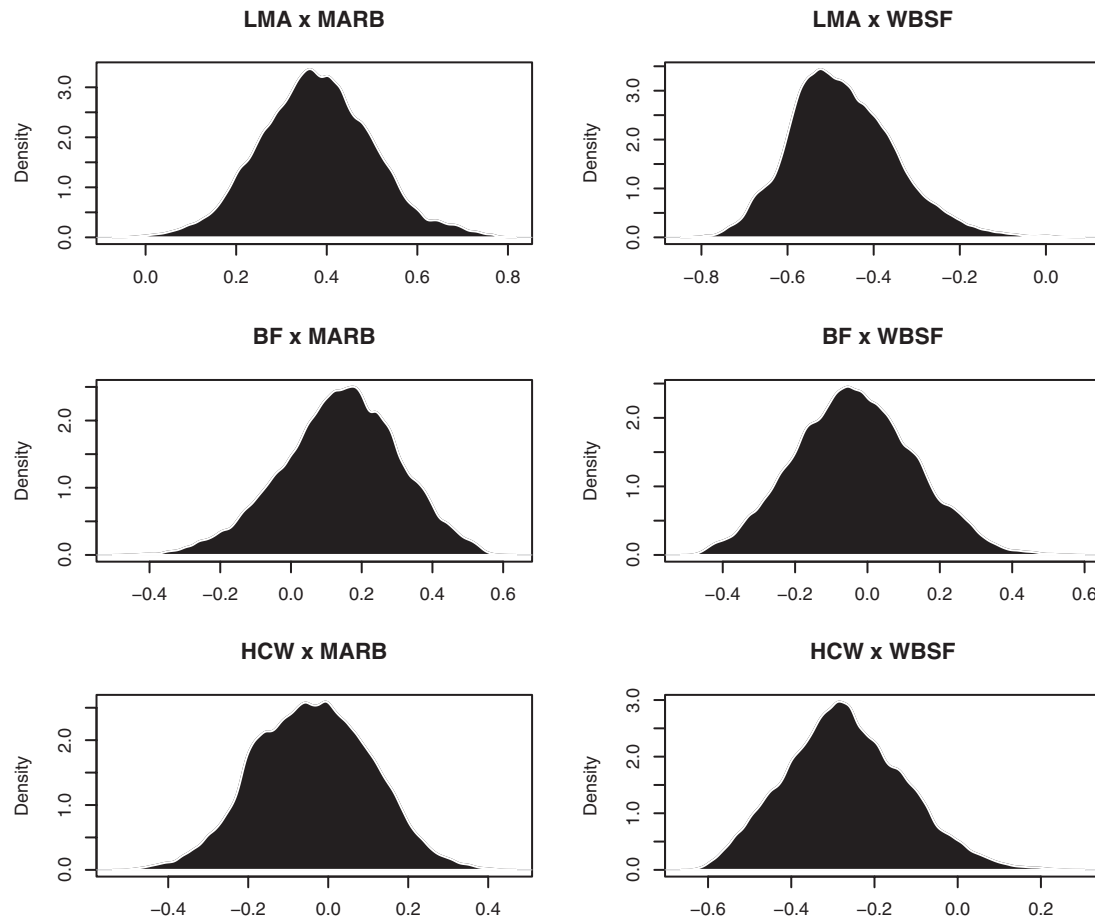 LMA x MARB
LMA x WBSF
Density
0.0 1.0 2.0 3.0
0.0 0.2 0.4 0.6 0.8
Density
0.0 1.0 2.0 3.0
−0.8 −0.6 −0.4 −0.2 0.0
BF x MARB
BF x WBSF
Density
0.0 1.0 2.0
−0.4 −0.2 0.0 0.2 0.4 0.6
Density
0.0 1.0 2.0
−0.4 −0.2 0.0 0.2 0.4 0.6
HCW x MARB
HCW x WBSF
Density
0.0 1.0 2.0
−0.4 −0.2 0.0 0.2 0.4
Density
0.0 1.0 2.0 3.0
−0.6 −0.4 −0.2 0.0 0.2